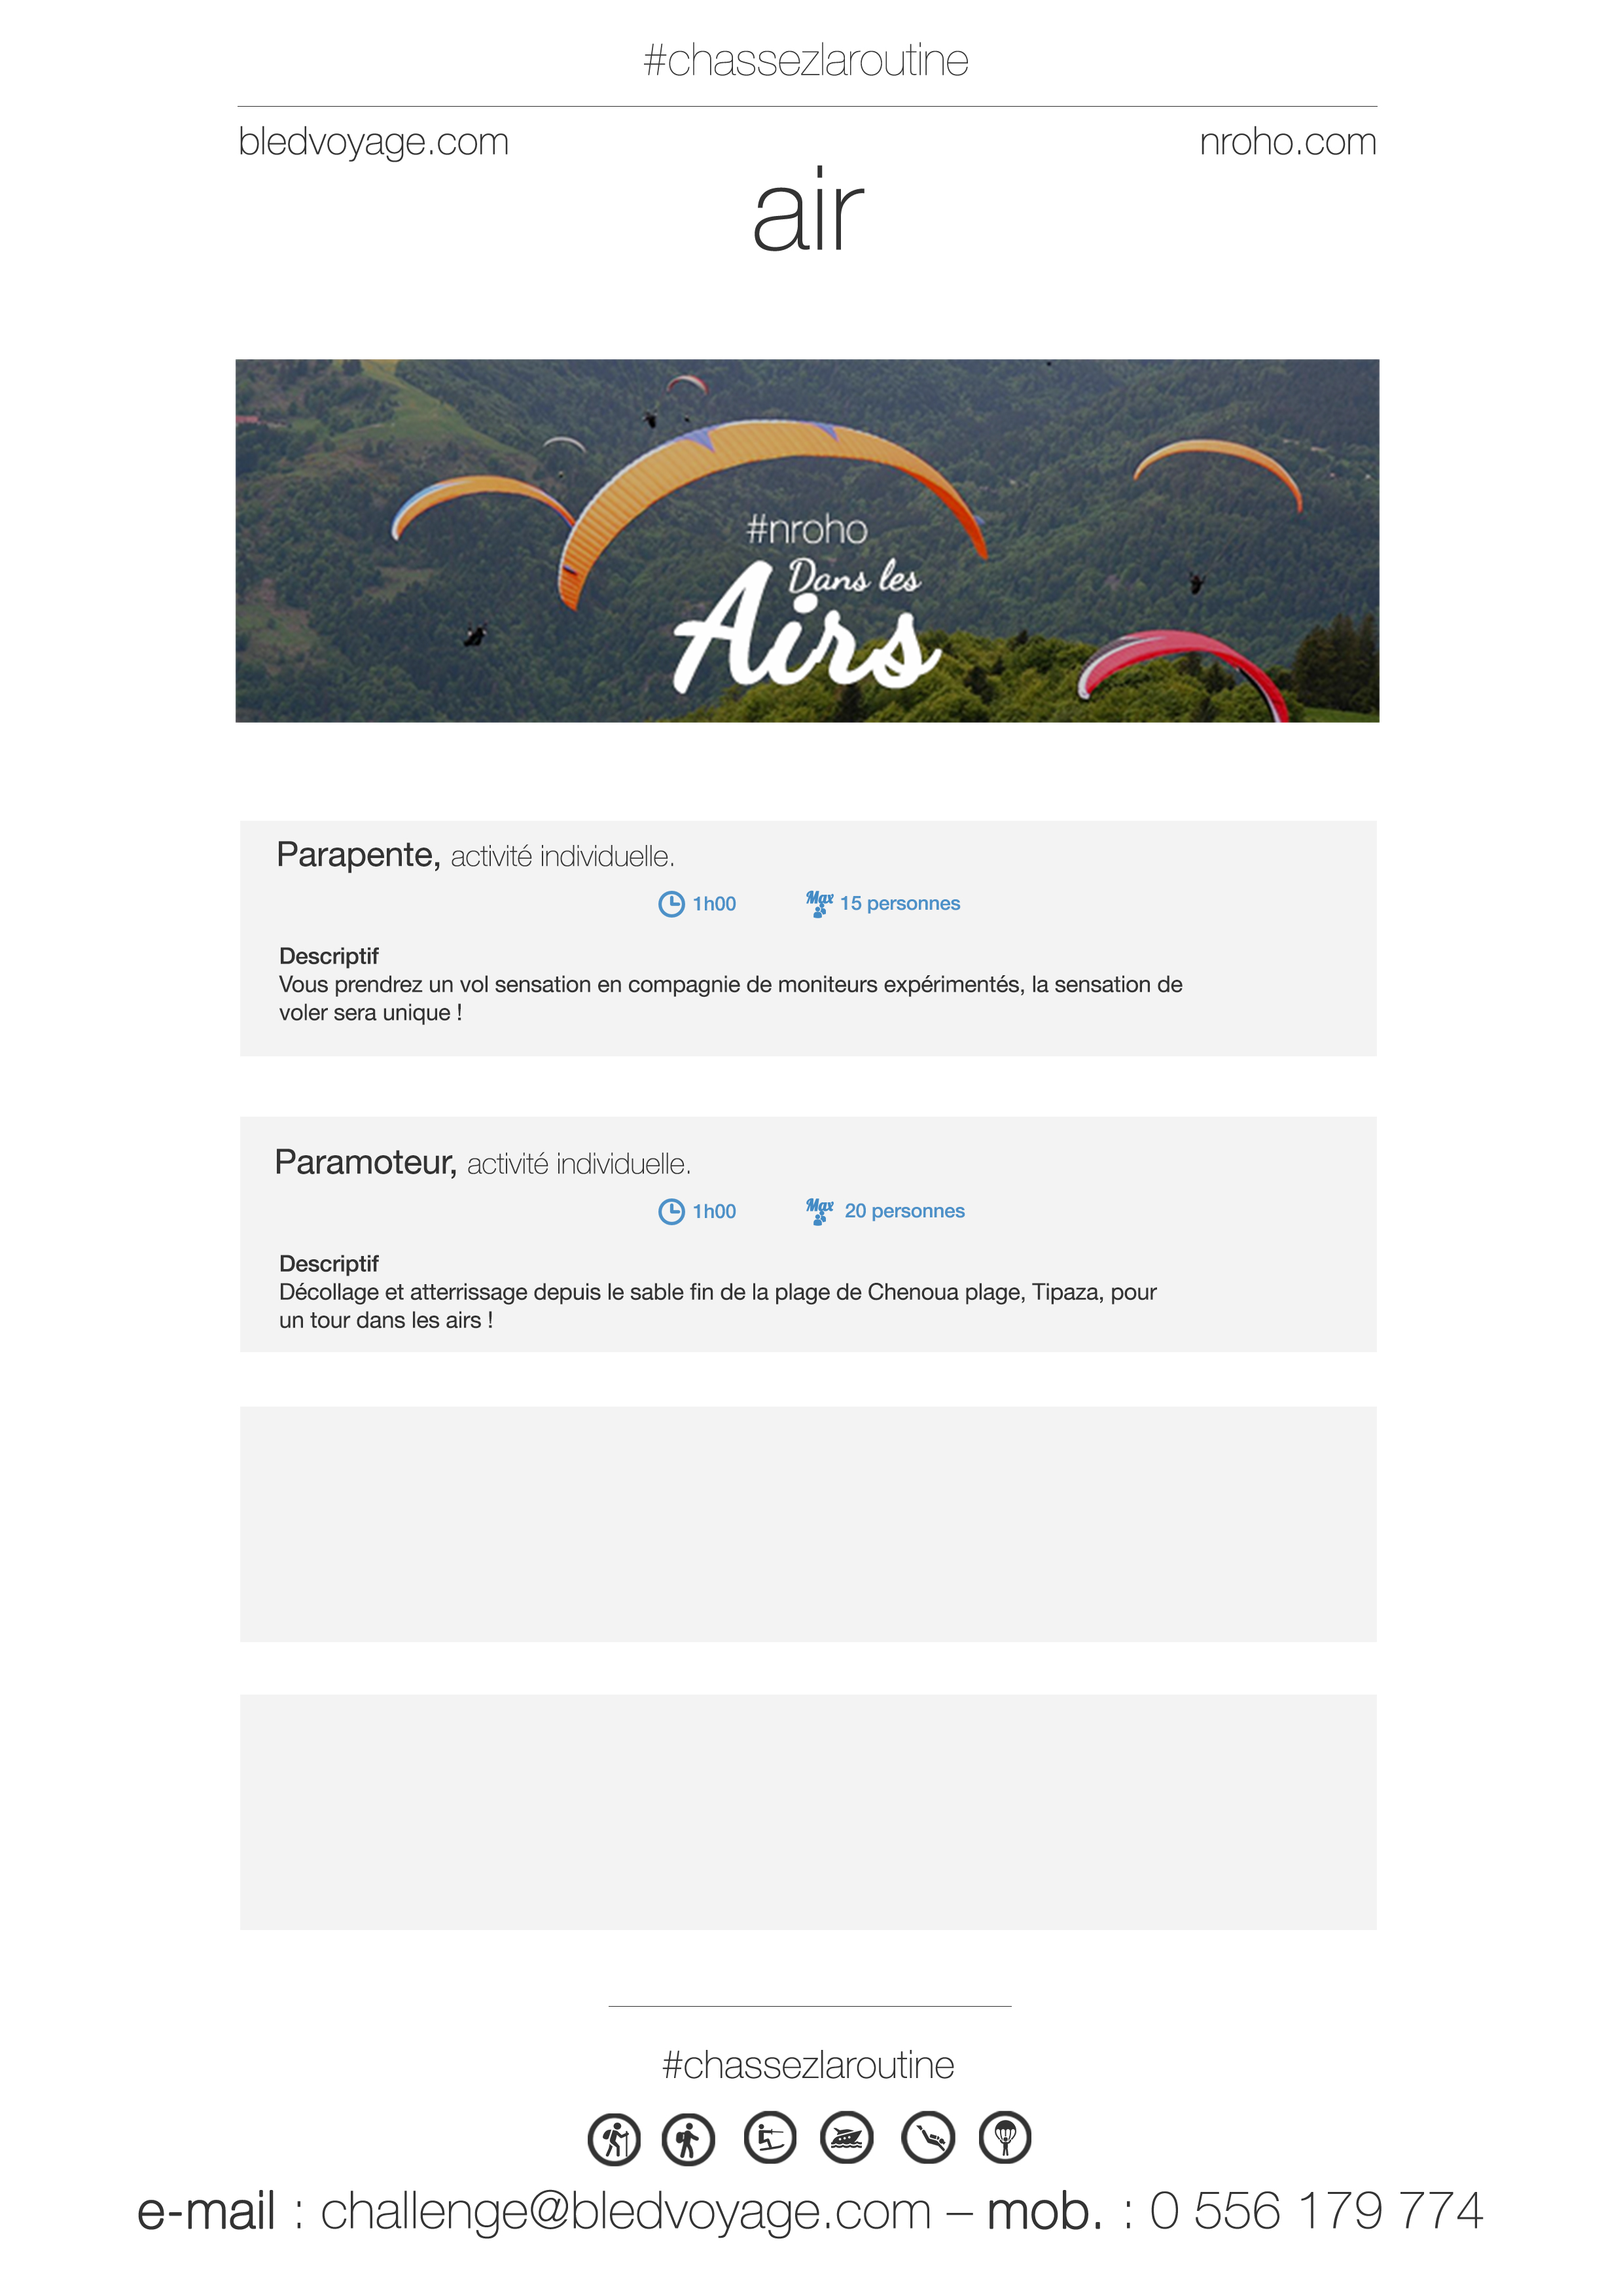 #chassezlaroutine
bledvoyage.com
nroho.com
air
#nroho
Dans les
Airs
Parapente, activité individuelle.
1h00
Max 15 personnes
Descriptif
Vous prendrez un vol sensation en compagnie de moniteurs expérimentés, la sensation de
voler sera unique !
Paramoteur, activité individuelle.
1h00
Max 20 personnes
Descriptif
Décollage et atterrissage depuis le sable fin de la plage de Chenoua plage, Tipaza, pour
un tour dans les airs !
#chassezlaroutine
e-mail : challenge@bledvoyage.com – mob. : 0 556 179 774